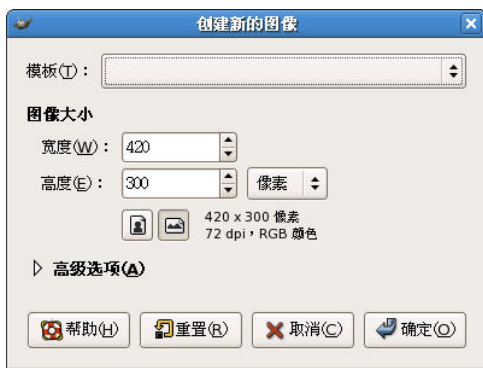 创建新的图像
模板(T)：
图像大小
宽度(W)： 420
高度(E)： 300 像素
420 x 300 像素
72 dpi，RGB 颜色
高级选项(A)
帮助(H) 重置(R) 取消(C) 确定(O)